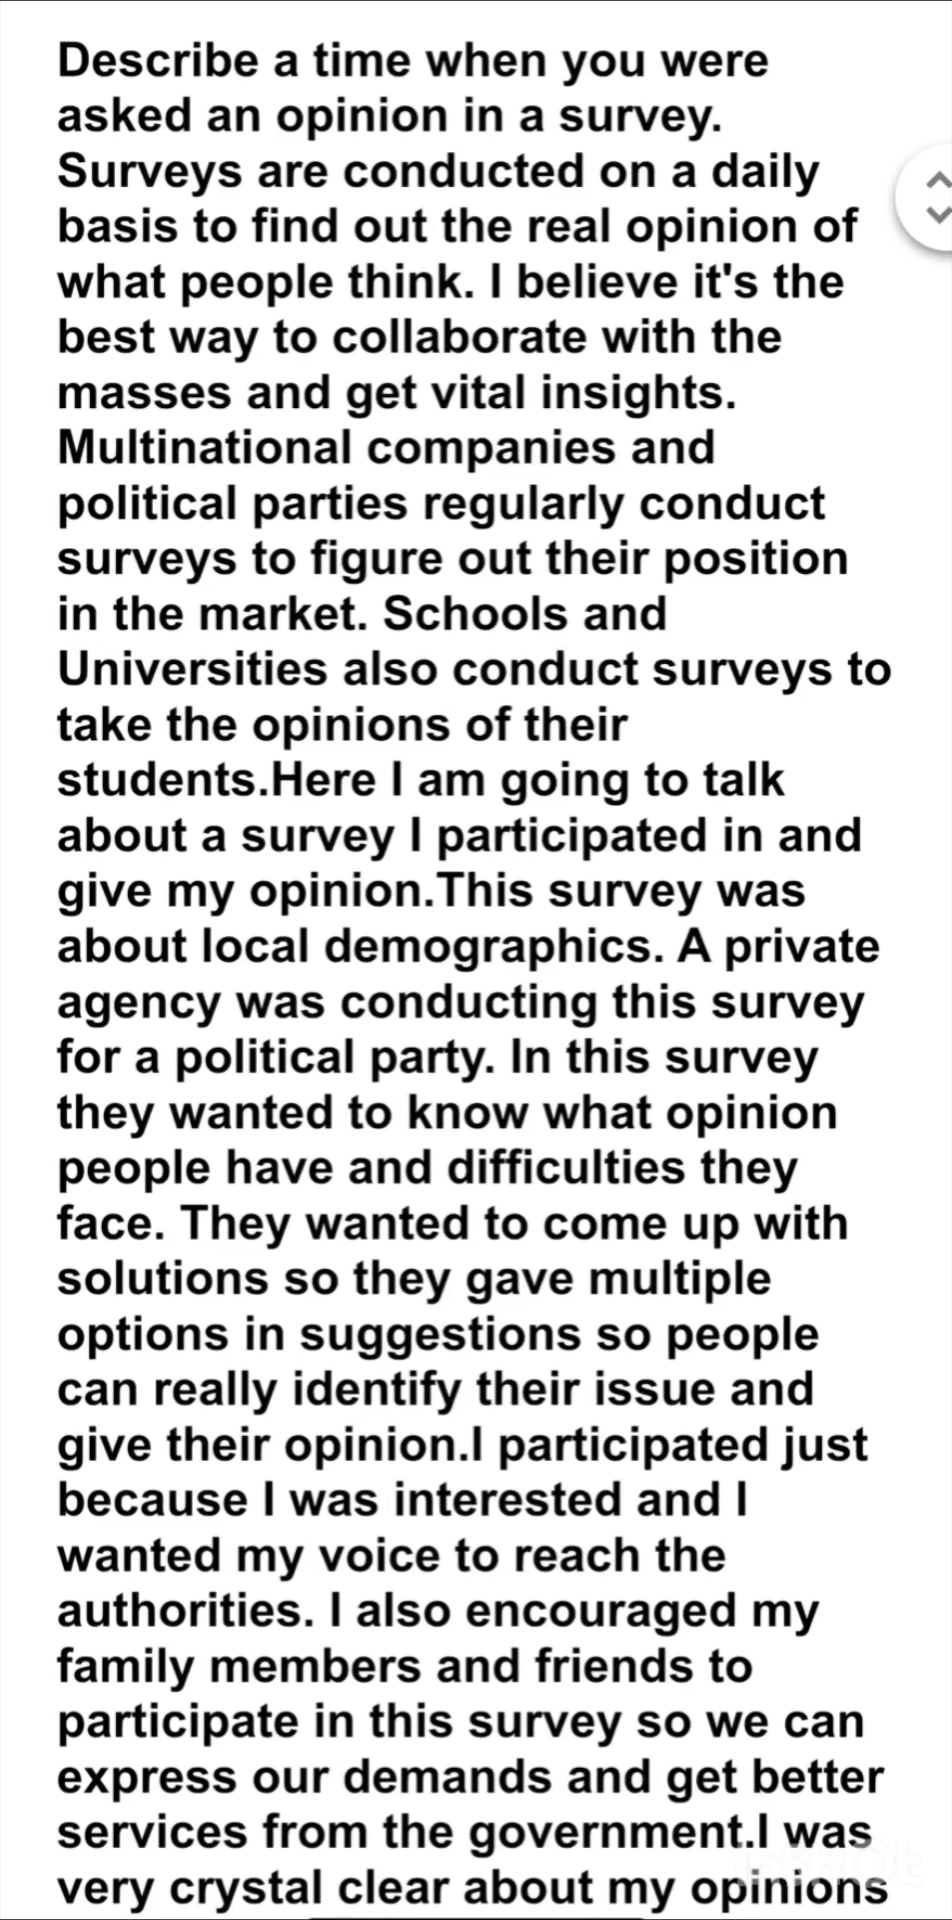 Describe a time when you were
asked an opinion in a survey.
Surveys are conducted on a daily
basis to find out the real opinion of
what people think. I believe it's the
best way to collaborate with the
masses and get vital insights.
Multinational companies and
political parties regularly conduct
surveys to figure out their position
in the market. Schools and
Universities also conduct surveys to
take the opinions of their
students.Here I am going to talk
about a survey I participated in and
give my opinion.This survey was
about local demographics. A private
agency was conducting this survey
for a political party. In this survey
they wanted to know what opinion
people have and difficulties they
face. They wanted to come up with
solutions so they gave multiple
options in suggestions so people
can really identify their issue and
give their opinion.I participated just
because I was interested and I
wanted my voice to reach the
authorities. I also encouraged my
family members and friends to
participate in this survey so we can
express our demands and get better
services from the government.I was
very crystal clear about my opinions